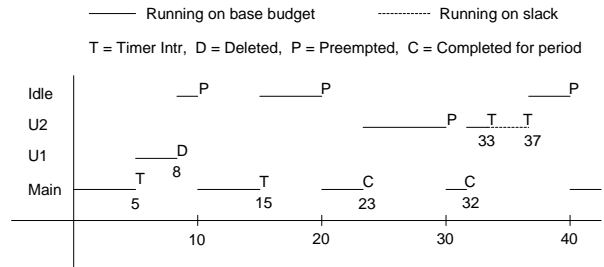 Running on base budget Running on slack
T = Timer Intr, D = Deleted, P = Preempted, C = Completed for period
Idle P P P
U2 P T T
33 37
U1 D
8
Main T T C C
5 15 23 32
10 20 30 40